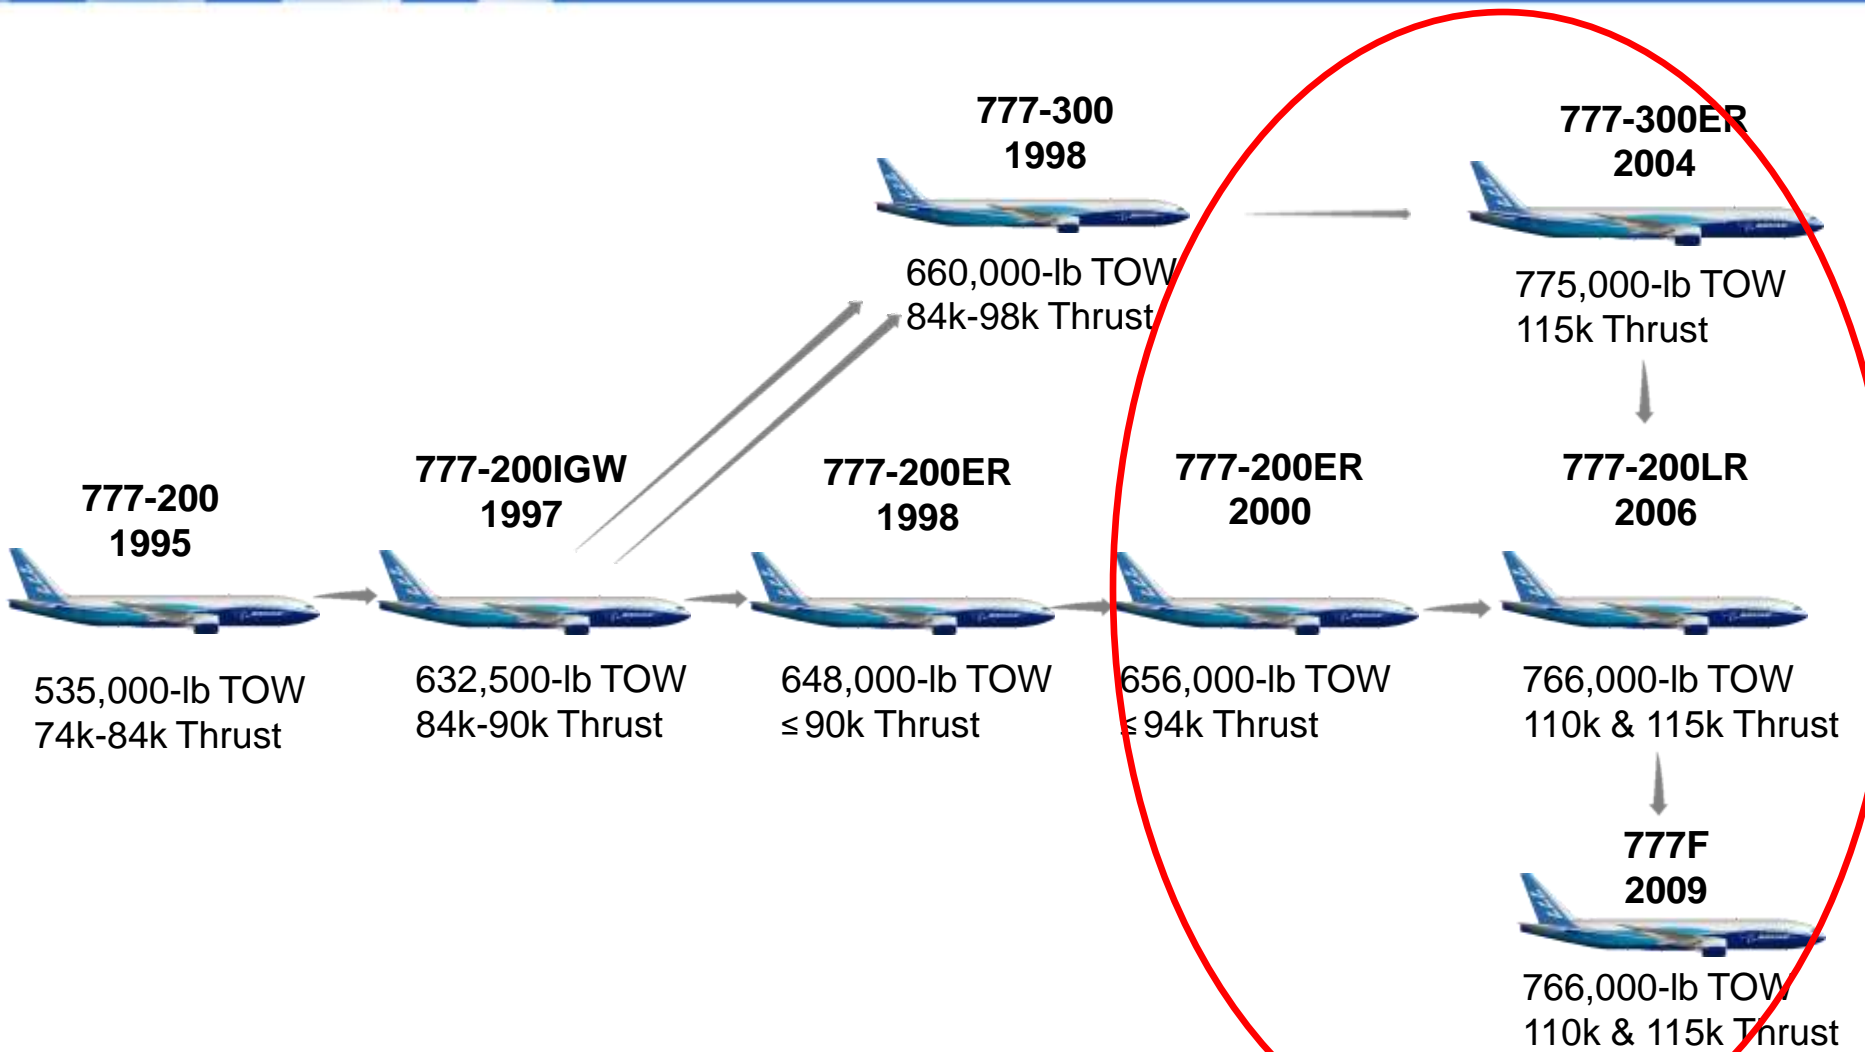 777-300
1998
660,000-lb TOW
84k-98k Thrust
777-300ER
2004
775,000-lb TOW
115k Thrust
777-200
1995
535,000-lb TOW
74k-84k Thrust
777-200IGW
1997
632,500-lb TOW
84k-90k Thrust
777-200ER
1998
648,000-lb TOW
≤ 90k Thrust
777-200ER
2000
656,000-lb TOW
≤ 94k Thrust
777-200LR
2006
766,000-lb TOW
110k & 115k Thrust
777F
2009
766,000-lb TOW
110k & 115k Thrust